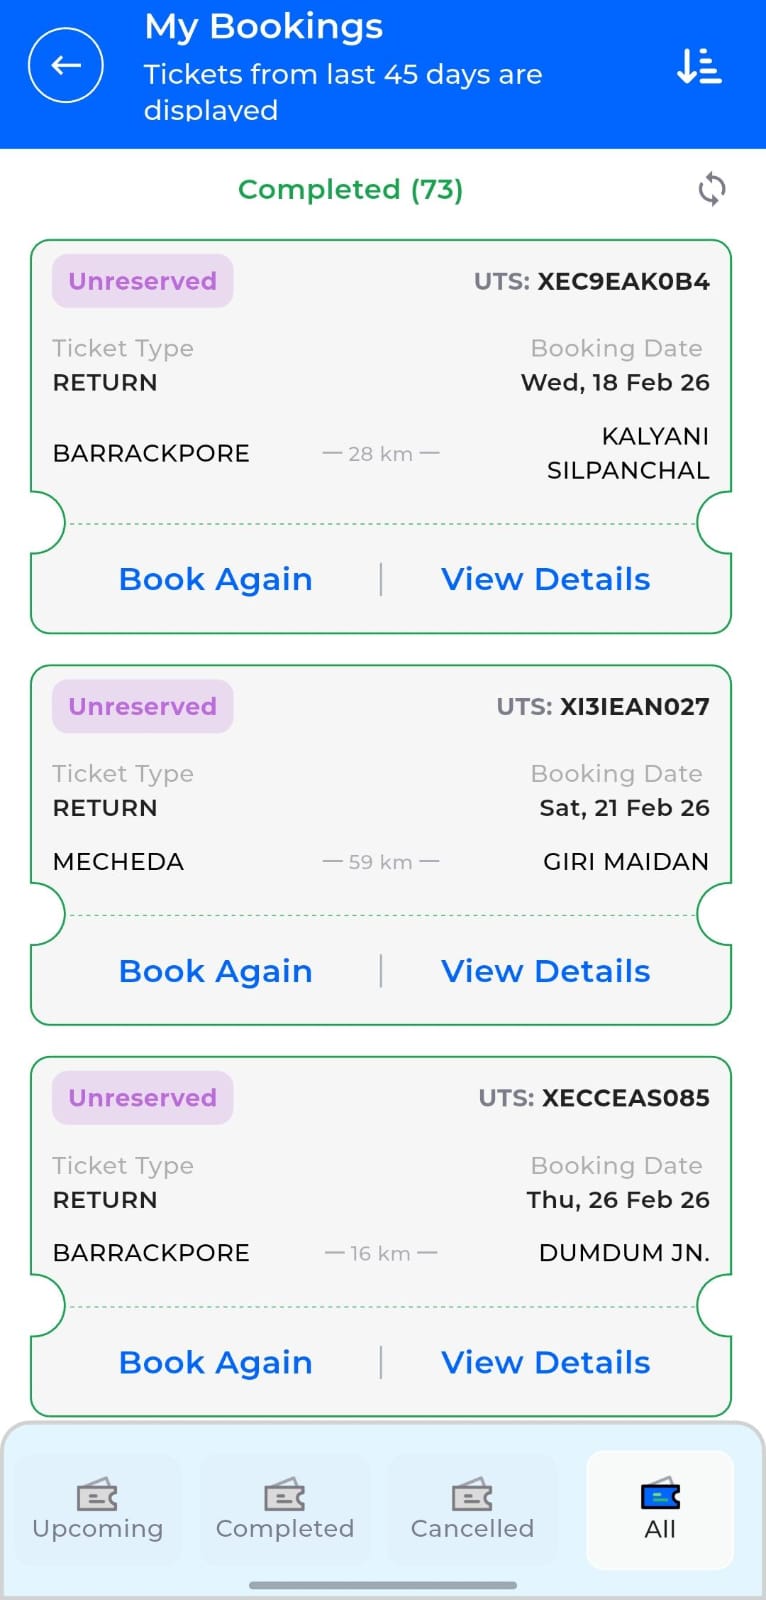 My Bookings
Tickets from last 45 days are
displayed
Completed (73)
Unreserved UTS: XEC9EAK0B4
Ticket Type Booking Date
RETURN Wed, 18 Feb 26
BARRACKPORE — 28 km — KALYANI
SILPANCHAL
Book Again | View Details
Unreserved UTS: XI3IEAN027
Ticket Type Booking Date
RETURN Sat, 21 Feb 26
MECHEDA — 59 km — GIRI MAIDAN
Book Again | View Details
Unreserved UTS: XECCEAS085
Ticket Type Booking Date
RETURN Thu, 26 Feb 26
BARRACKPORE — 16 km — DUMDUM JN.
Book Again | View Details
Upcoming Completed Cancelled All